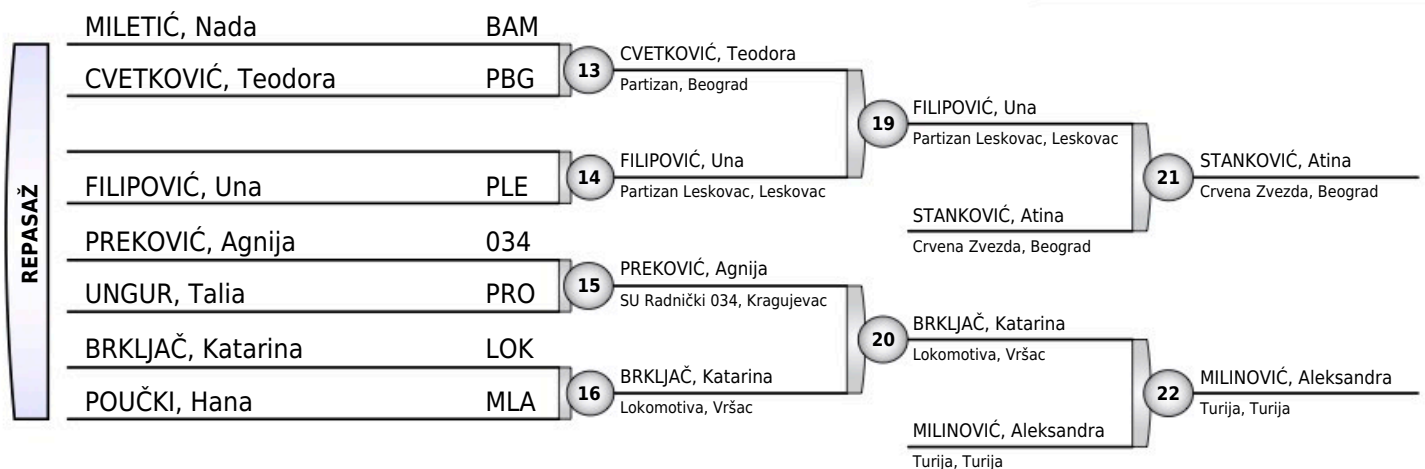 REPASAŽ
MILETIĆ, Nada BAM
CVETKOVIĆ, Teodora PBG
FILIPOVIĆ, Una PLE
PREKOVIĆ, Agnija 034
UNGUR, Talia PRO
BRKLJAČ, Katarina LOK
POUČKI, Hana MLA
13
CVETKOVIĆ, Teodora
Partizan, Beograd
14
FILIPOVIĆ, Una
Partizan Leskovac, Leskovac
15
PREKOVIĆ, Agnija
SU Radnički 034, Kragujevac
16
BRKLJAČ, Katarina
Lokomotiva, Vršac
19
FILIPOVIĆ, Una
Partizan Leskovac, Leskovac
STANKOVIĆ, Atina
Crvena Zvezda, Beograd
20
BRKLJAČ, Katarina
Lokomotiva, Vršac
MILINOVIĆ, Aleksandra
Turija, Turija
21
STANKOVIĆ, Atina
Crvena Zvezda, Beograd
22
MILINOVIĆ, Aleksandra
Turija, Turija